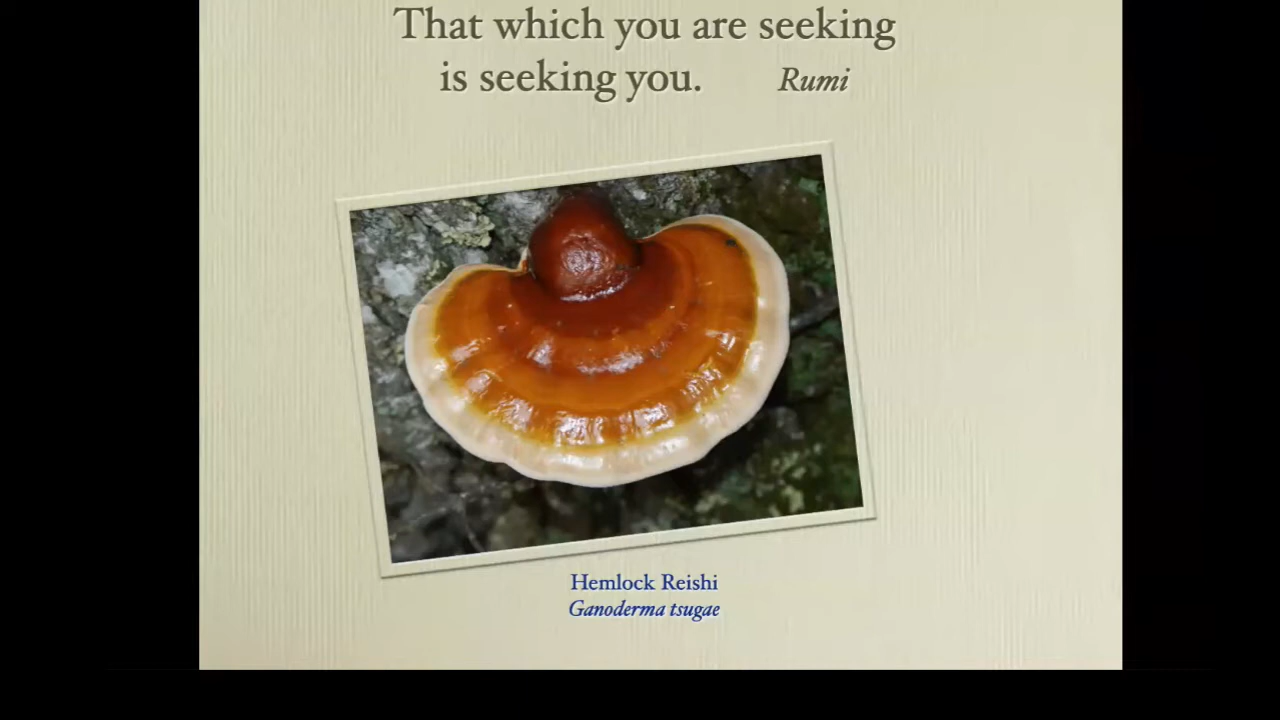 That which you are seeking
is seeking you. Rumi
Hemlock Reishi
Ganoderma tsugae